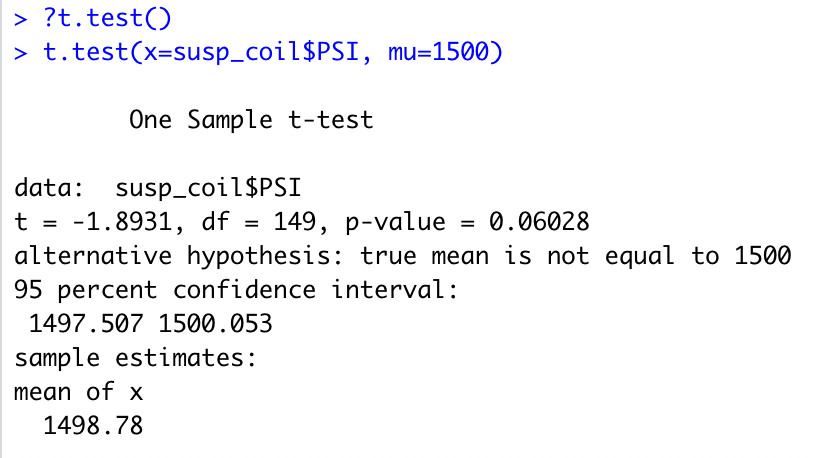 > ?t.test()
> t.test(x=susp_coil$PSI, mu=1500)
One Sample t-test
data:  susp_coil$PSI
t = -1.8931, df = 149, p-value = 0.06028
alternative hypothesis: true mean is not equal to 1500
95 percent confidence interval:
 1497.507 1500.053
sample estimates:
mean of x
  1498.78